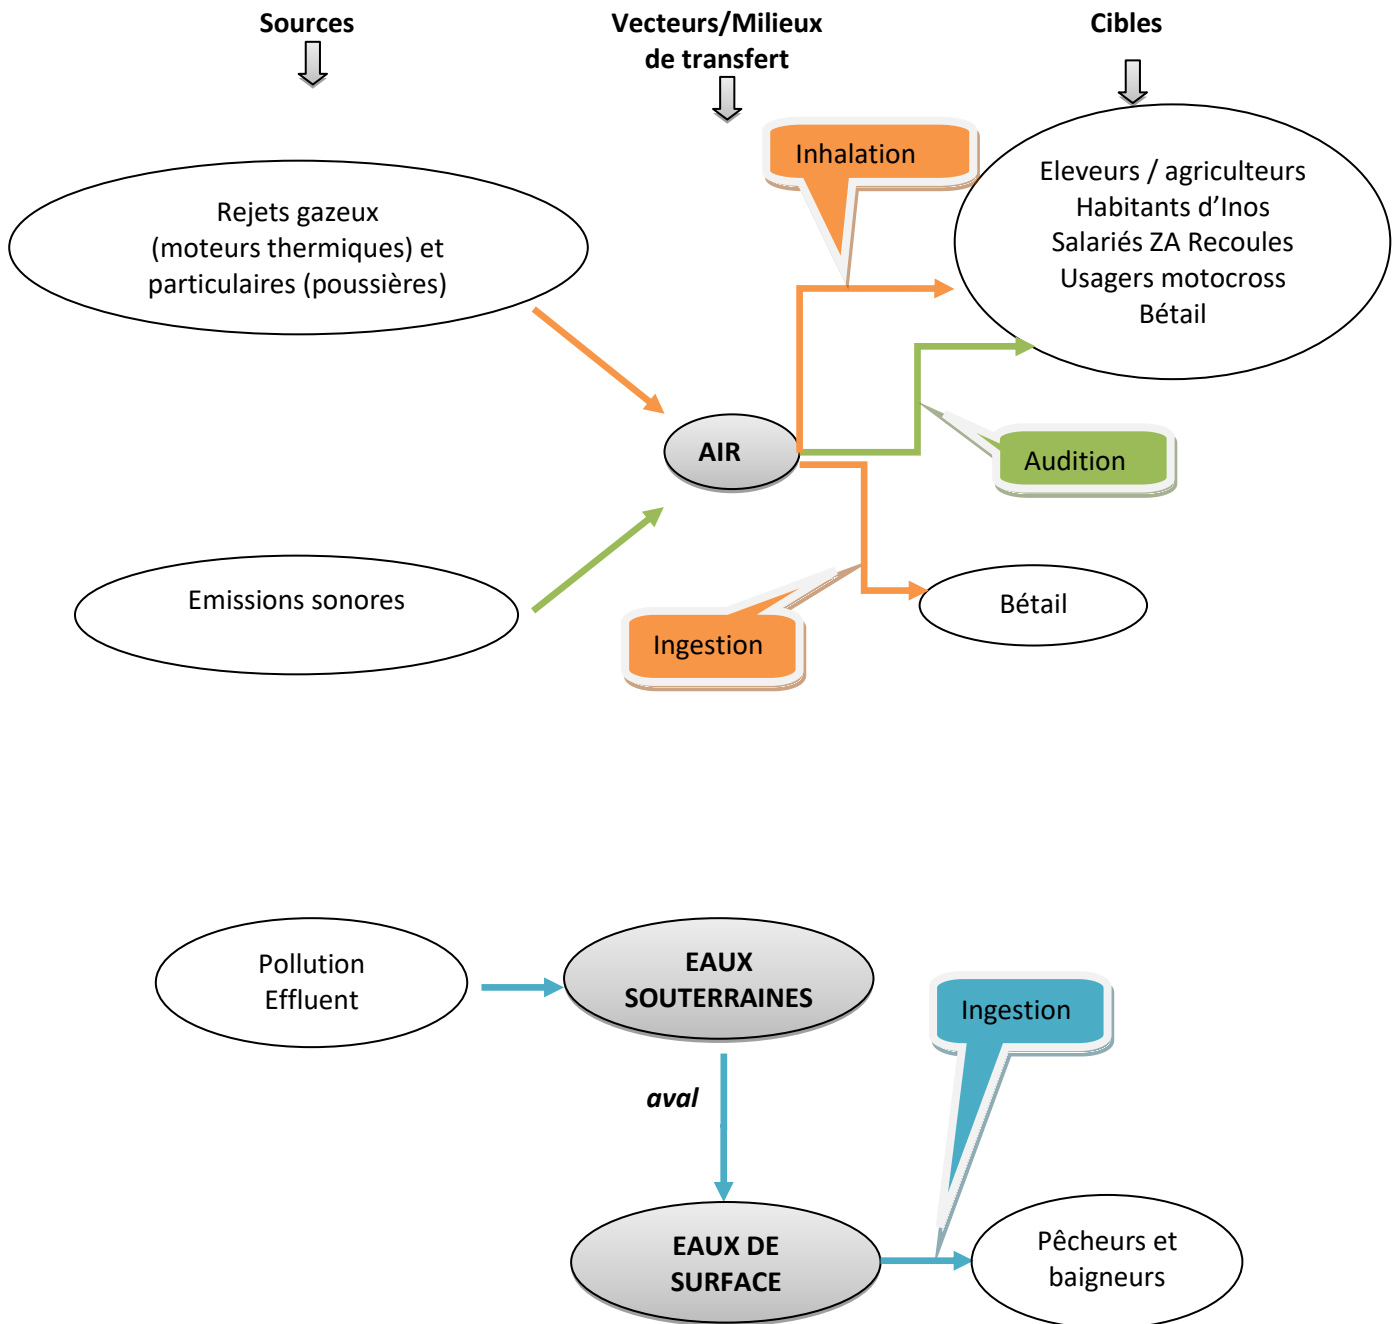 Sources
Vecteurs/Milieux
de transfert
Cibles
Inhalation
Eleveurs / agriculteurs
Habitants d’Inos
Salariés ZA Recoules
Usagers motocross
Bétail
Rejets gazeux
(moteurs thermiques) et
particulaires (poussières)
AIR
Audition
Emissions sonores
Ingestion
Bétail
Pollution
Effluent
EAUX
SOUTERRAINES
Ingestion
aval
EAUX DE
SURFACE
Pêcheurs et
baigneurs